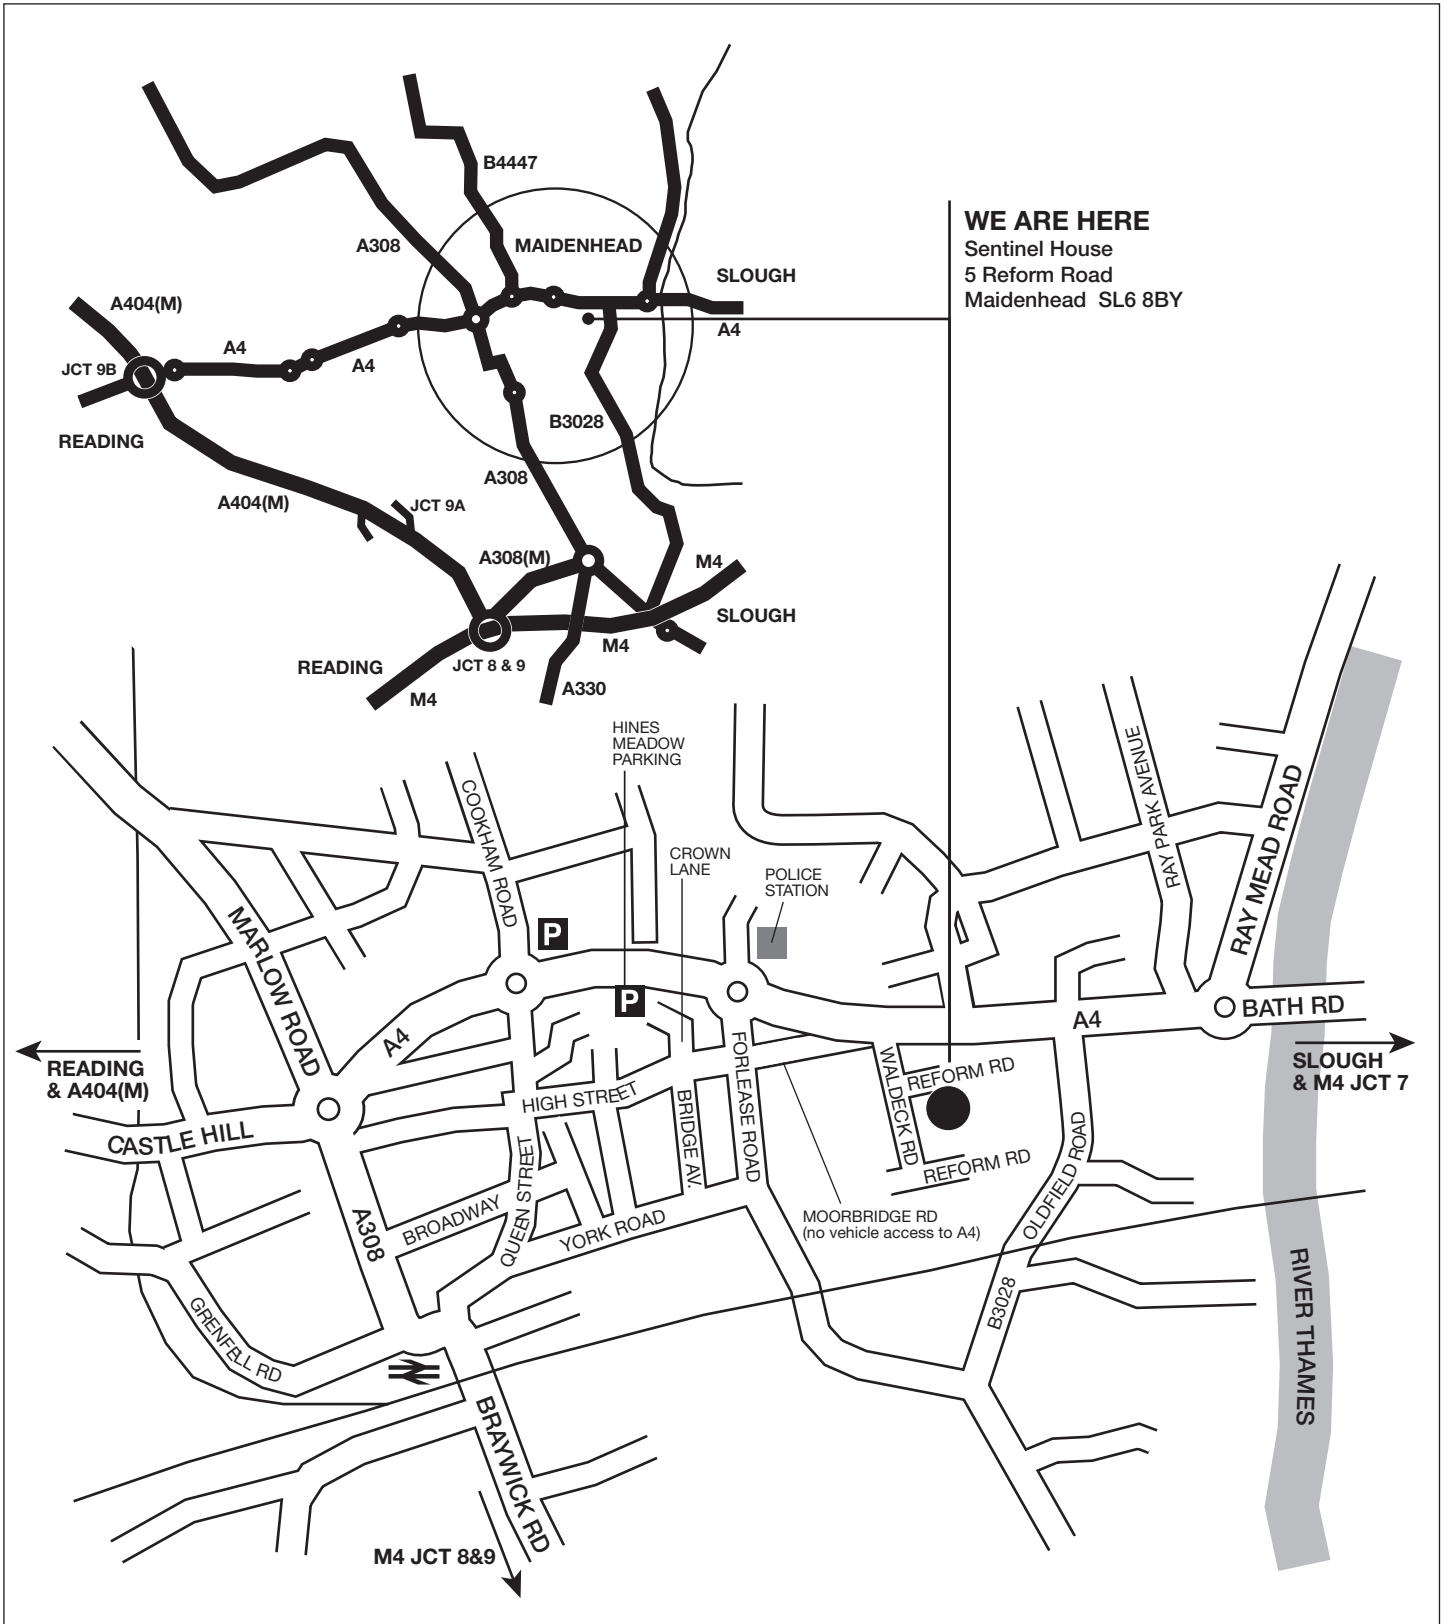 B4447
WE ARE HERE
Sentinel House
5 Reform Road
Maidenhead SL6 8BY
A308
MAIDENHEAD
SLOUGH
A404(M)
A4
A4
A4
JCT 9B
READING
B3028
A308
A404(M)
JCT 9A
A308(M)
M4
SLOUGH
M4
READING
JCT 8 & 9
A330
M4
HINES
MEADOW
PARKING
COOKHAM ROAD
RAY PARK AVENUE
RAY MEAD ROAD
CROWN
LANE
POLICE
STATION
MARLOW ROAD
P
P
A4
A4
BATH RD
READING
& A404(M)
SLOUGH
& M4 JCT 7
CASTLE HILL
HIGH STREET
FORLEASE ROAD
BRIDGE AV.
WALDECK RD
REFORM RD
REFORM RD
OLDFIELD ROAD
QUEEN STREET
BROADWAY
YORK ROAD
A308
MOORBRIDGE RD
(no vehicle access to A4)
B3028
GRENFELL RD
RIVER THAMES
BRAYWICK RD
M4 JCT 8&9